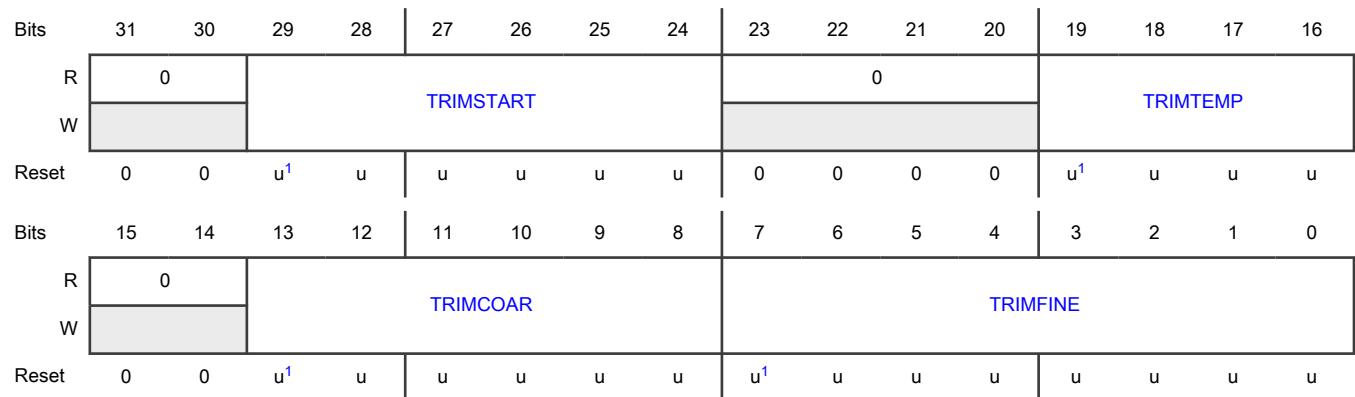 Bits 31 30 29 28 27 26 25 24 23 22 21 20 19 18 17 16
R 0 TRIMSTART 0 TRIMTEMP
W
Reset 0 0 u1 u u u u u 0 0 0 0 u1 u u u
Bits 15 14 13 12 11 10 9 8 7 6 5 4 3 2 1 0
R 0 TRIMCOAR TRIMFINE
W
Reset 0 0 u1 u u u u u u1 u u u u u u u